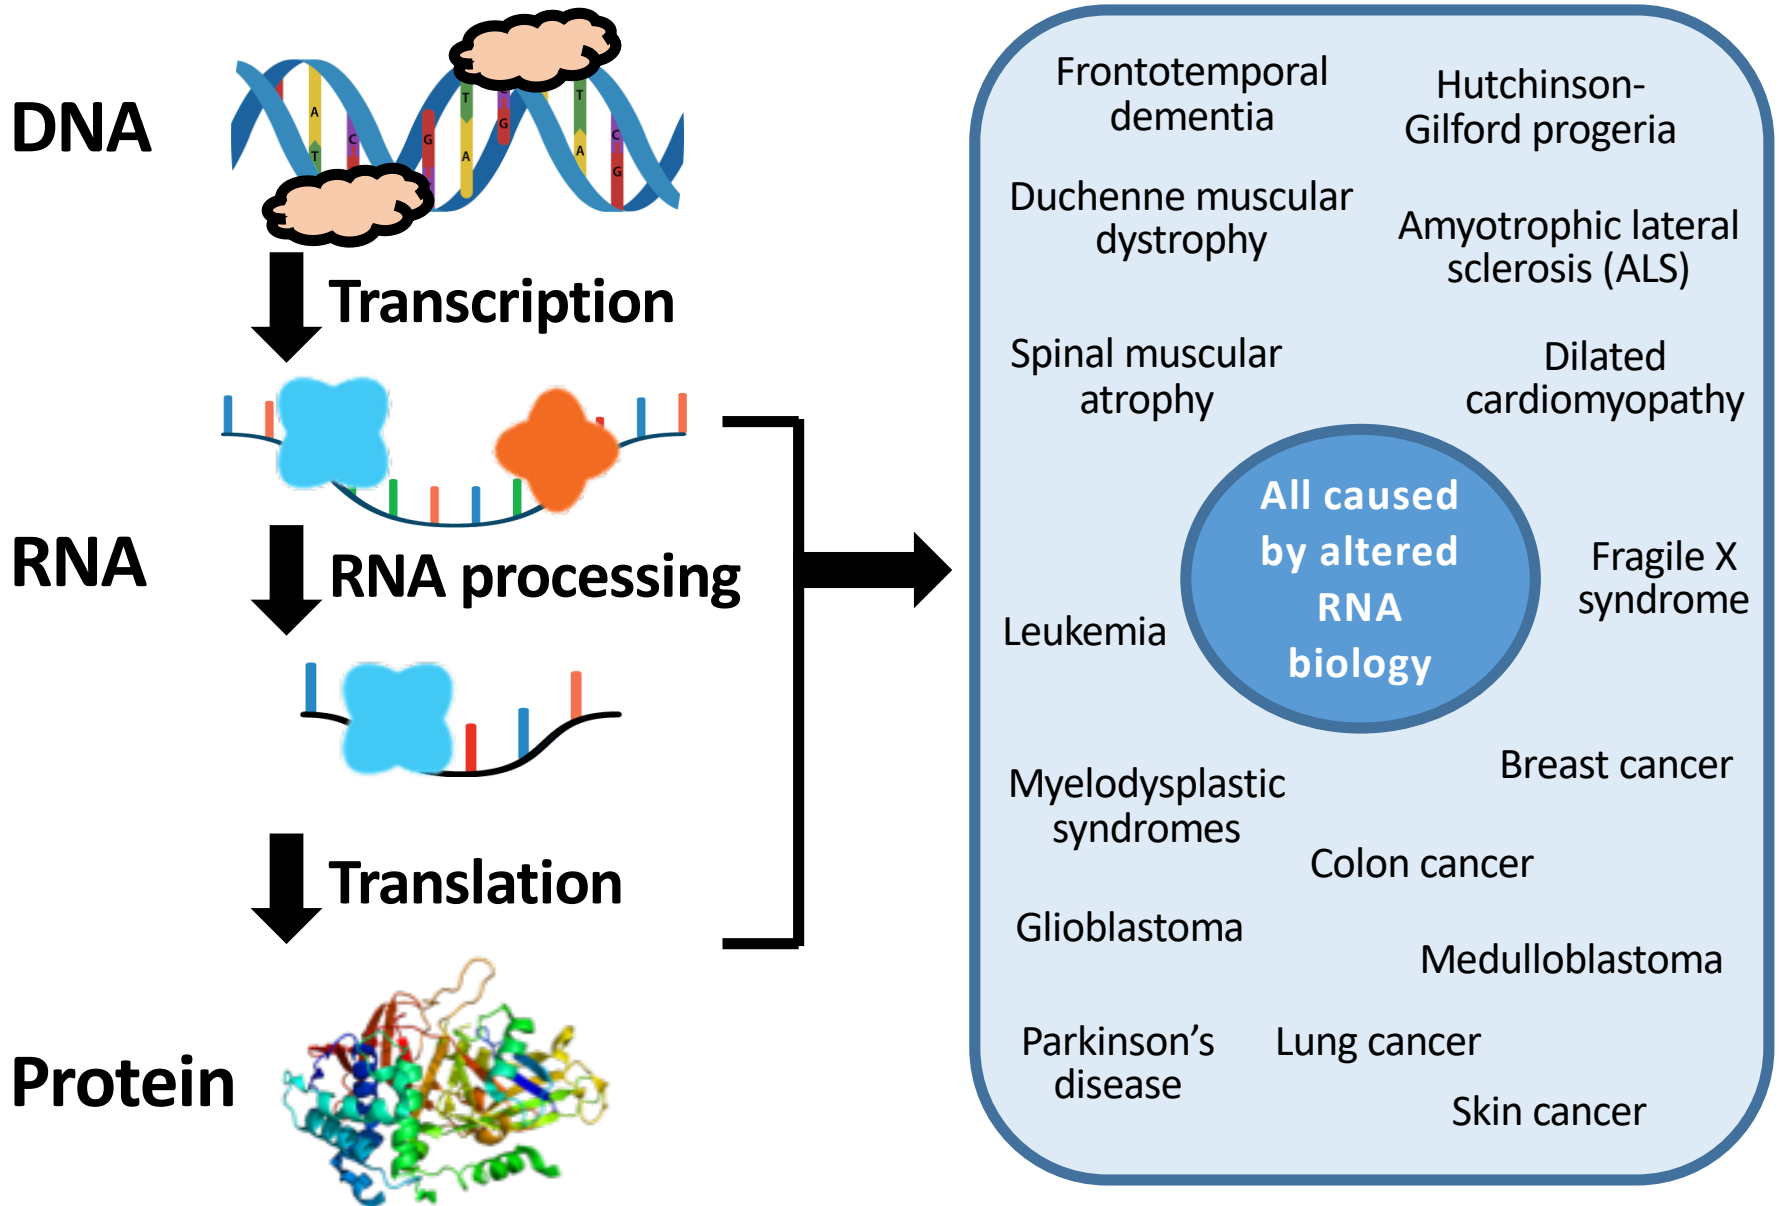 DNA
A
T
C
G
T
A
G
T
A
C
G
Transcription
RNA
RNA processing
Translation
Protein
Frontotemporal
dementia
Hutchinson-
Gilford progeria
Duchenne muscular
dystrophy
Amyotrophic lateral
sclerosis (ALS)
Spinal muscular
atrophy
Dilated
cardiomyopathy
All caused
by altered
RNA
biology
Fragile X
syndrome
Leukemia
Myelodysplastic
syndromes
Breast cancer
Colon cancer
Glioblastoma
Medulloblastoma
Parkinson’s
disease
Lung cancer
Skin cancer